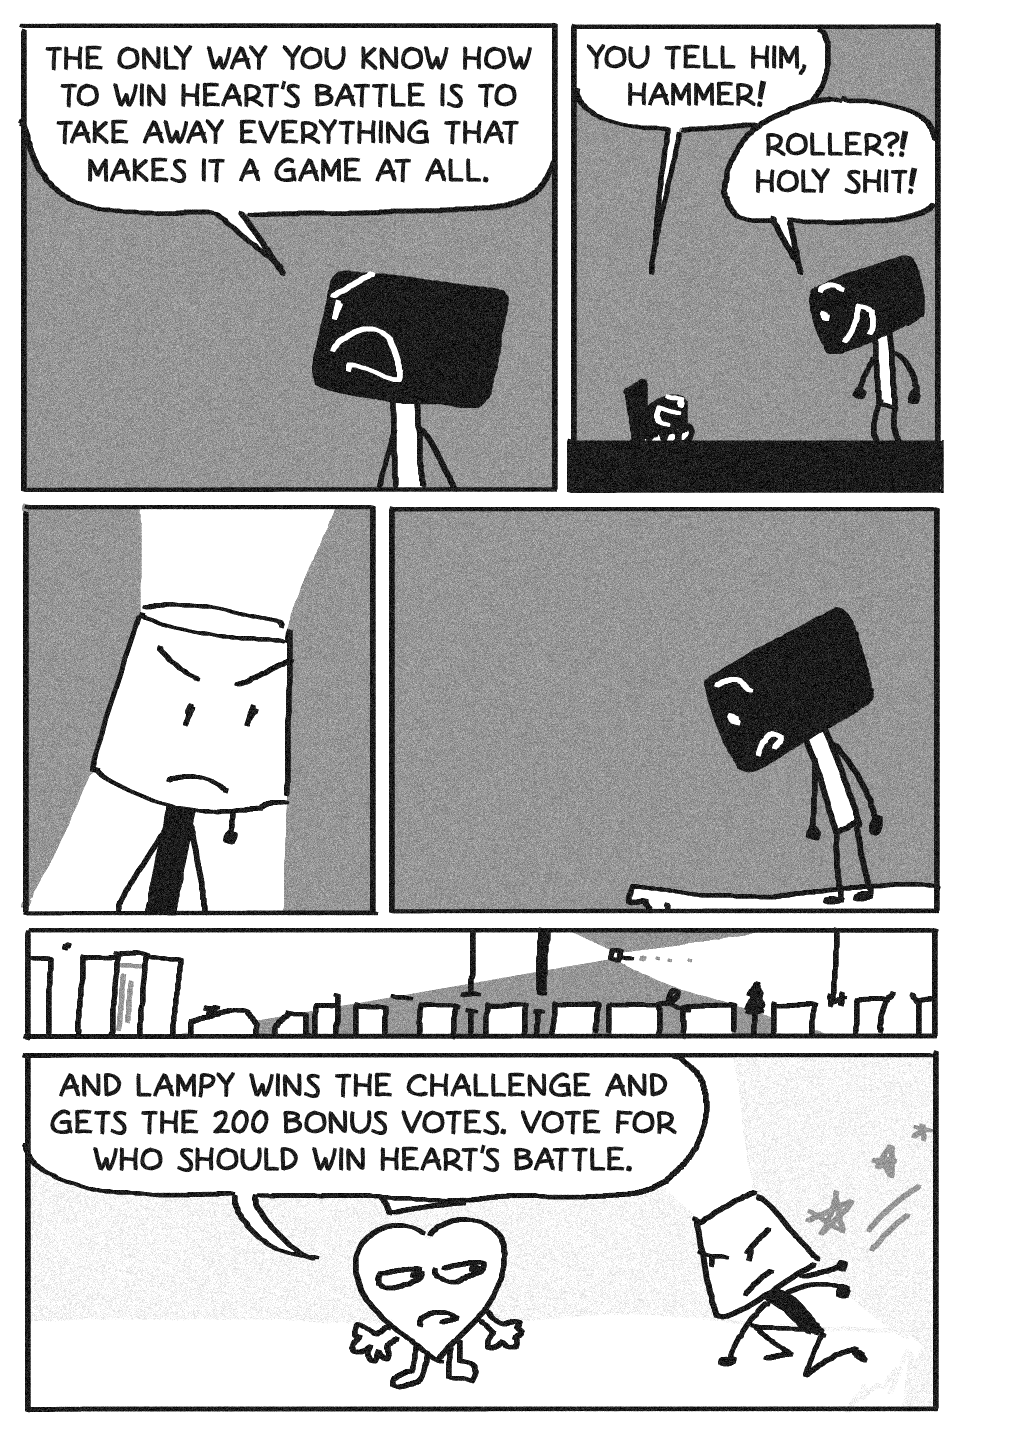 THE ONLY WAY YOU KNOW HOW
TO WIN HEART'S BATTLE IS TO
TAKE AWAY EVERYTHING THAT
MAKES IT A GAME AT ALL.
YOU TELL HIM,
HAMMER!
ROLLER?!
HOLY SHIT!
AND LAMPY WINS THE CHALLENGE AND
GETS THE 200 BONUS VOTES. VOTE FOR
WHO SHOULD WIN HEART'S BATTLE.